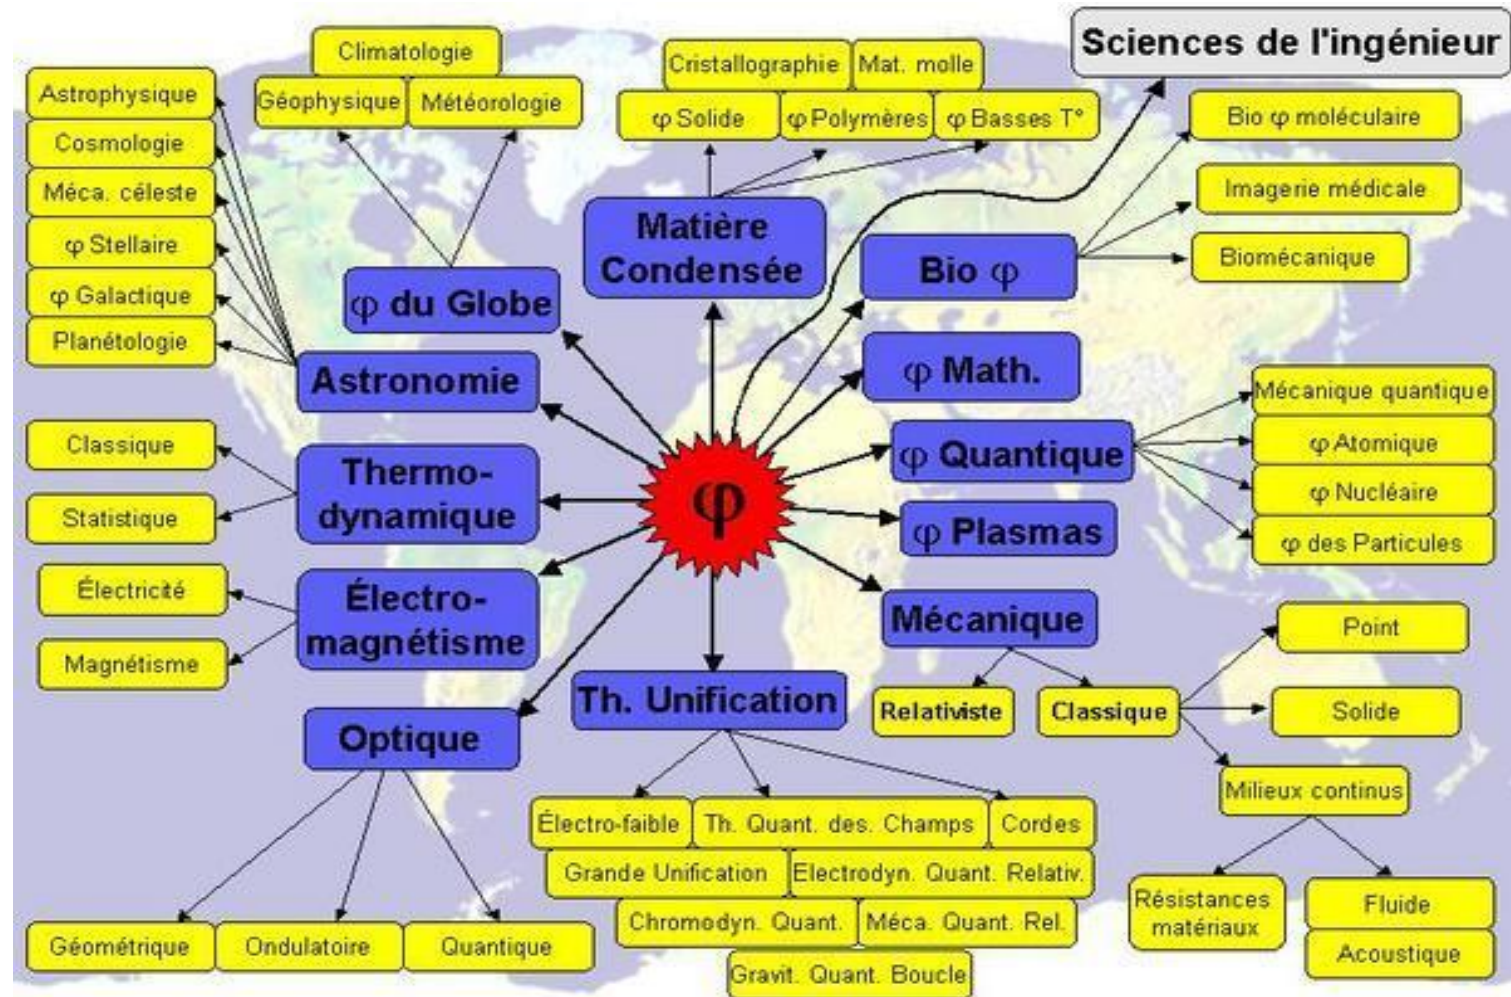 Sciences de l'ingénieur
Climatologie
Géophysique
Météorologie
Cristallographie
Mat. molle
φ Solide
φ Polymères
φ Basses T°
Astrophysique
Cosmologie
Méca. céleste
φ Stellaire
φ Galactique
Planétologie
Bio φ moléculaire
Imagerie médicale
Biomécanique
Matière
Condensée
Bio φ
φ du Globe
Astronomie
φ Math.
Mécanique quantique
φ Atomique
φ Nucléaire
φ des Particules
Classique
Statistique
Thermo-
dynamique
φ
φ Quantique
φ Plasmas
Électricité
Magnétisme
Électro-
magnétisme
Mécanique
Relativiste
Classique
Point
Solide
Milieux continus
Résistances
matériaux
Fluide
Acoustique
Optique
Géométrique
Ondulatoire
Quantique
Th. Unification
Électro-faible
Th. Quant. des. Champs
Cordes
Grande Unification
Electrodyn. Quant. Relativ.
Chromodyn. Quant.
Méca. Quant. Rel.
Gravit. Quant. Boucle